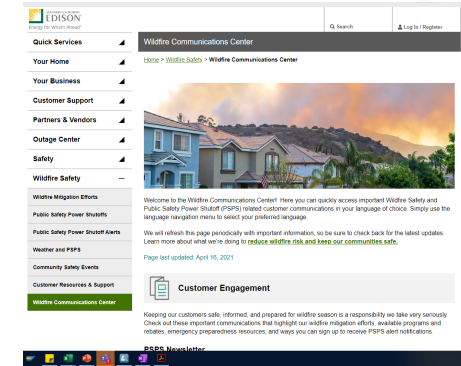 SOUTHERN CALIFORNIA
EDISON
Energy for What's Ahead®
Search
Log In / Register
Quick Services
Your Home
Your Business
Customer Support
Partners & Vendors
Outage Center
Safety
Wildfire Safety
Wildfire Mitigation Efforts
Public Safety Power Shutoffs
Public Safety Power Shutoff Alerts
Weather and PSPS
Community Safety Events
Customer Resources & Support
Wildfire Communications Center
Wildfire Communications Center
Home > Wildfire Safety > Wildfire Communications Center
Welcome to the Wildfire Communications Center! Here you can quickly access important Wildfire Safety and
Public Safety Power Shutoff (PSPS) related customer communications in your language of choice. Simply use the
language navigation menu to select your preferred language.
We will refresh this page periodically with important information, so be sure to check back for the latest updates.
Learn more about what we're doing to reduce wildfire risk and keep our communities safe.
Page last updated: April 16, 2021
Customer Engagement
Keeping our customers safe, informed, and prepared for wildfire season is a responsibility we take very seriously.
Check out these important communications that highlight our wildfire mitigation efforts, available programs and
rebates, emergency preparedness resources, and ways you can sign up to receive PSPS alert notifications.
PSPS Newsletter